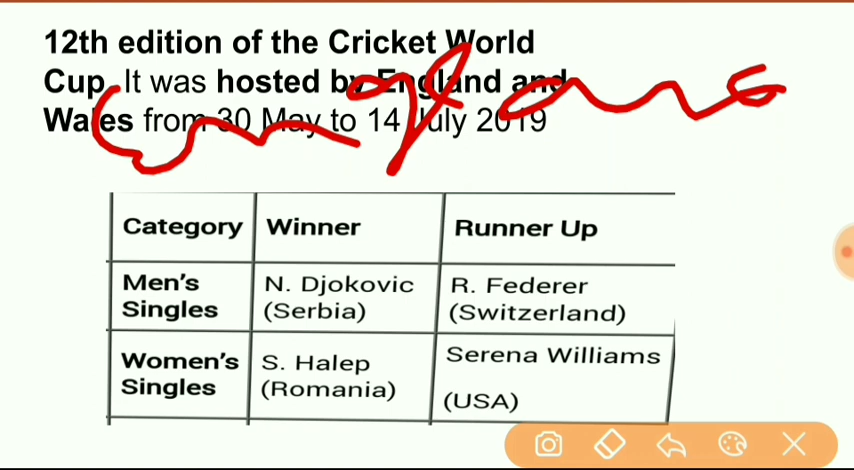 12th edition of the Cricket World
Cup. It was hosted by England and
Wales from 30 May to 14 July 2019
Category Winner Runner Up
Men's N. Djokovic R. Federer
Singles (Serbia) (Switzerland)
Women's S. Halep Serena Williams
Singles (Romania) (USA)